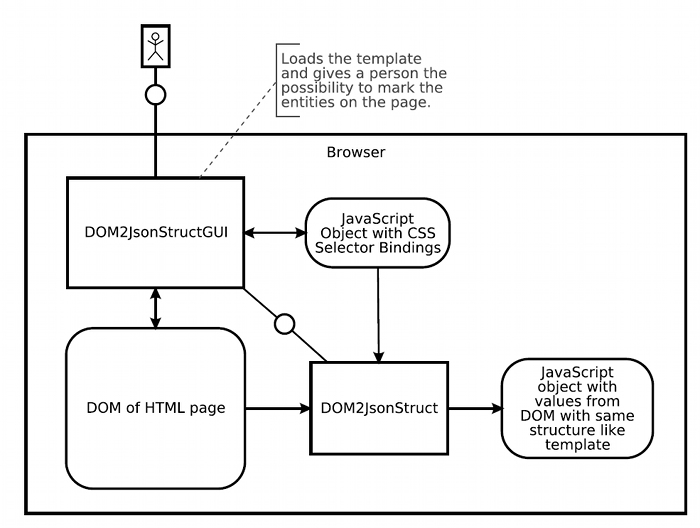 Loads the template
and gives a person the
possibility to mark the
entities on the page.
Browser
DOM2JsonStructGUI
JavaScript
Object with CSS
Selector Bindings
DOM of HTML page
DOM2JsonStruct
JavaScript
object with
values from
DOM with same
structure like
template